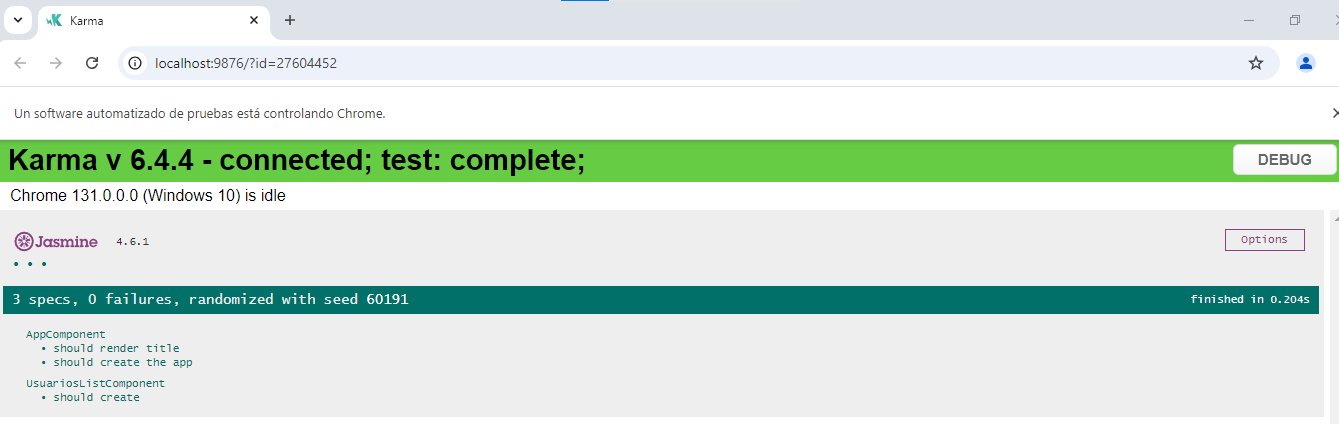 Karma
localhost:9876/?id=27604452
Un software automatizado de pruebas está controlando Chrome.
Karma v 6.4.4 - connected; test: complete;
DEBUG
Chrome 131.0.0.0 (Windows 10) is idle
Jasmine 4.6.1
Options
• • •
3 specs, 0 failures, randomized with seed 60191
finished in 0.204s
AppComponent
• should render title
• should create the app
UsuariosListComponent
• should create